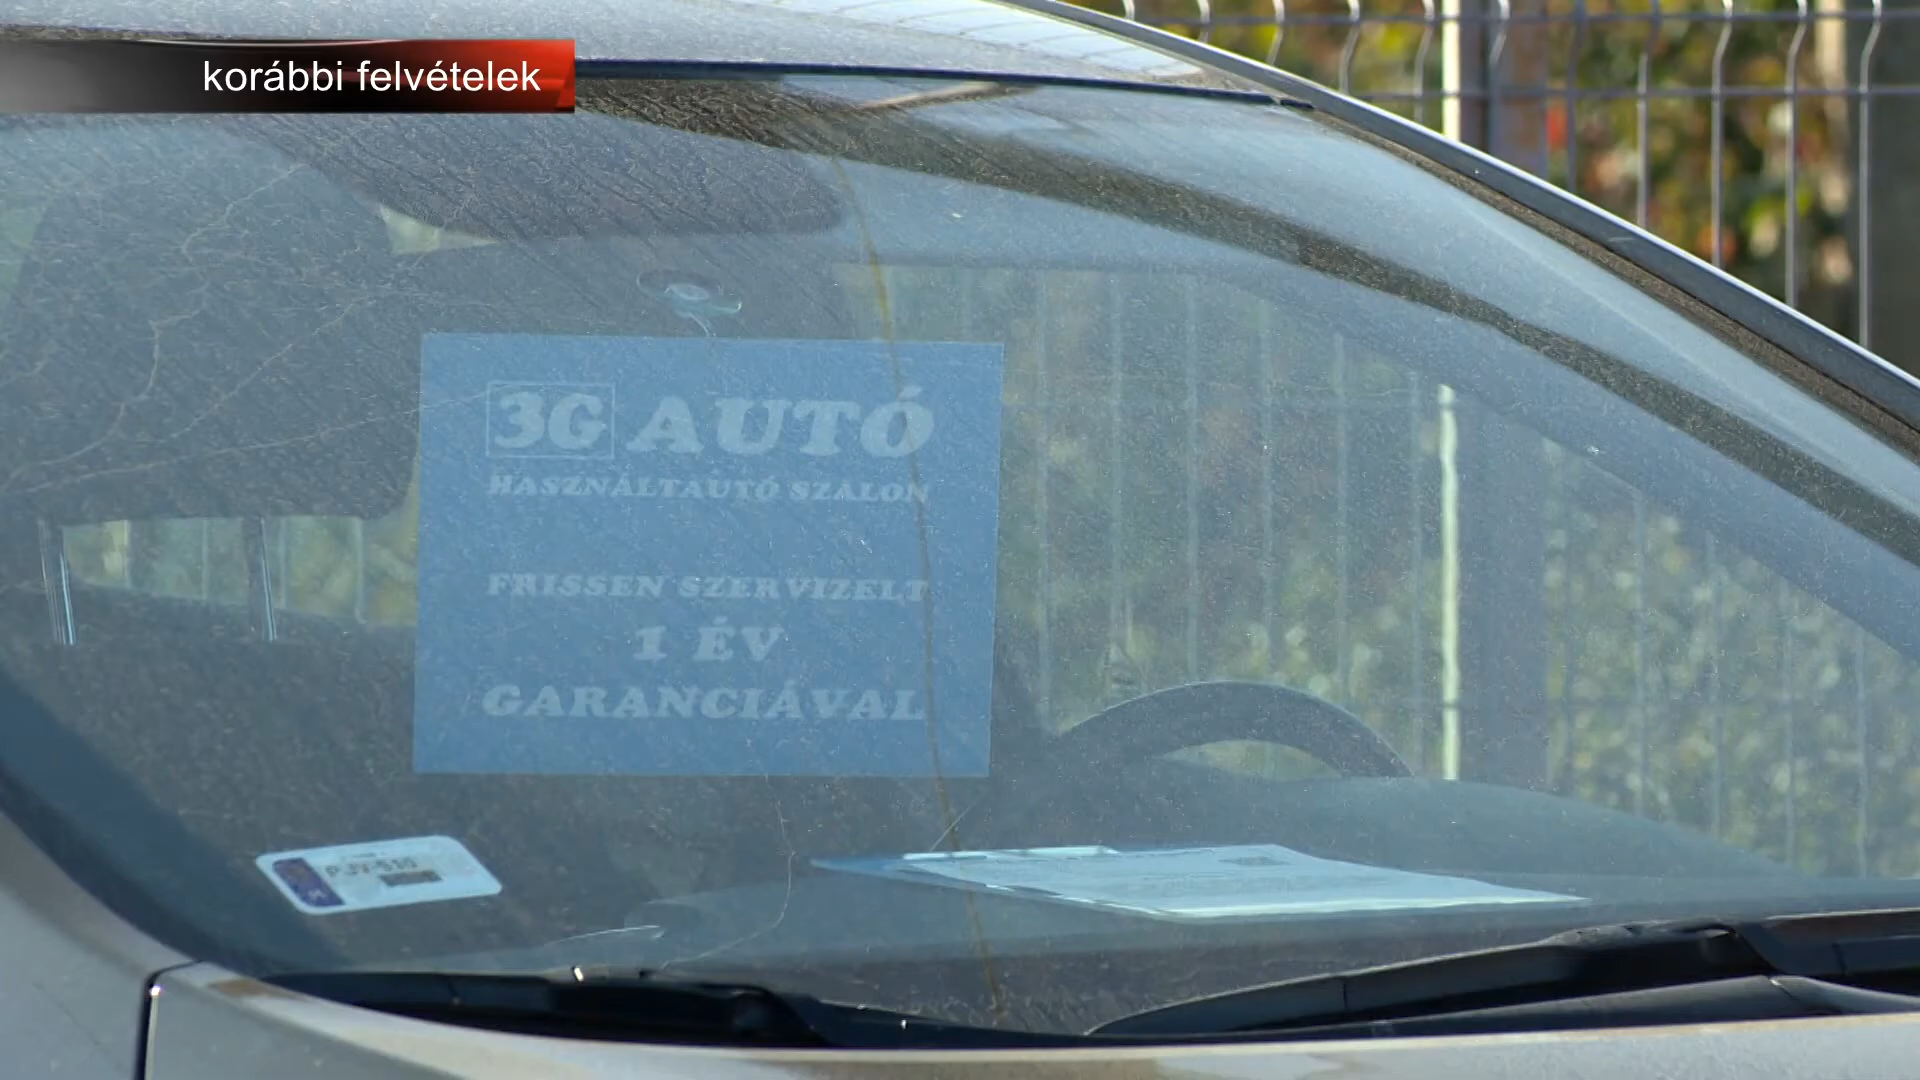 korábbi felvételek
3G AUTÓ
HASZNÁLTAUTÓ SZALON
FRISSEN SZERVIZELT
1 ÉV
GARANCIÁVAL